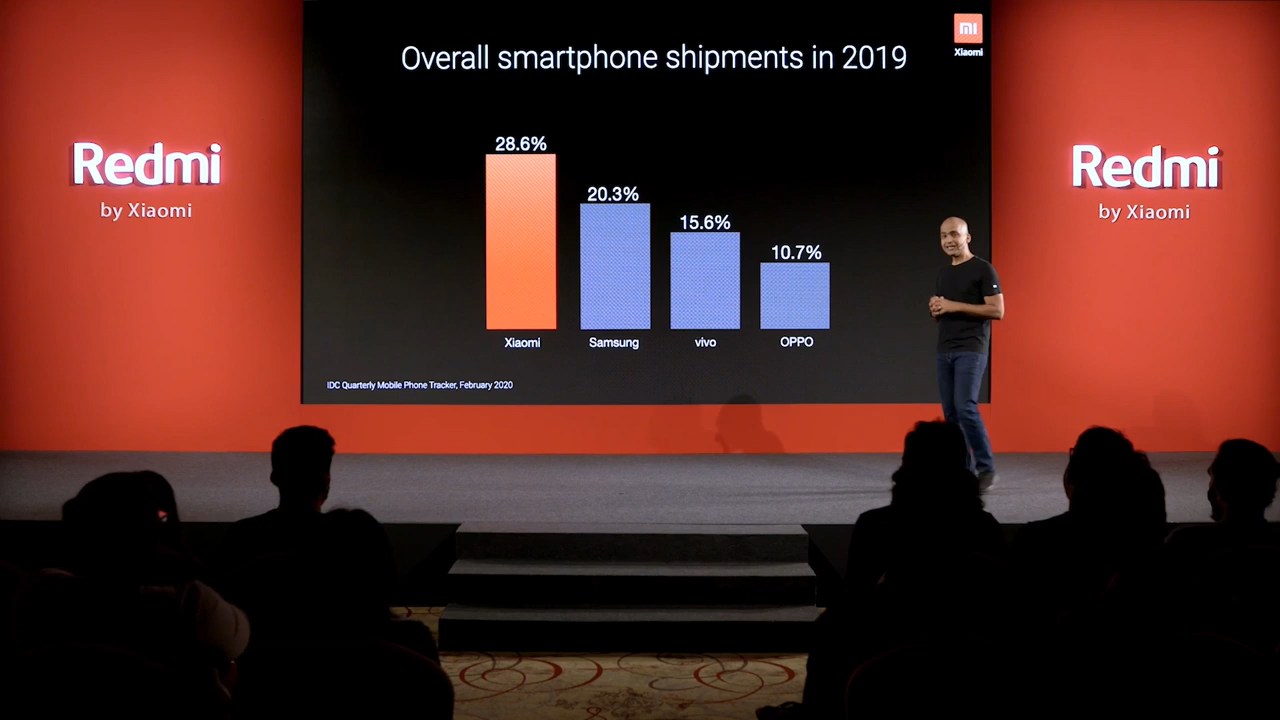 Overall smartphone shipments in 2019
mi
Xiaomi
Redmi
by Xiaomi
Redmi
by Xiaomi
28.6%
20.3%
15.6%
10.7%
Xiaomi
Samsung
vivo
OPPO
IDC Quarterly Mobile Phone Tracker, February 2020